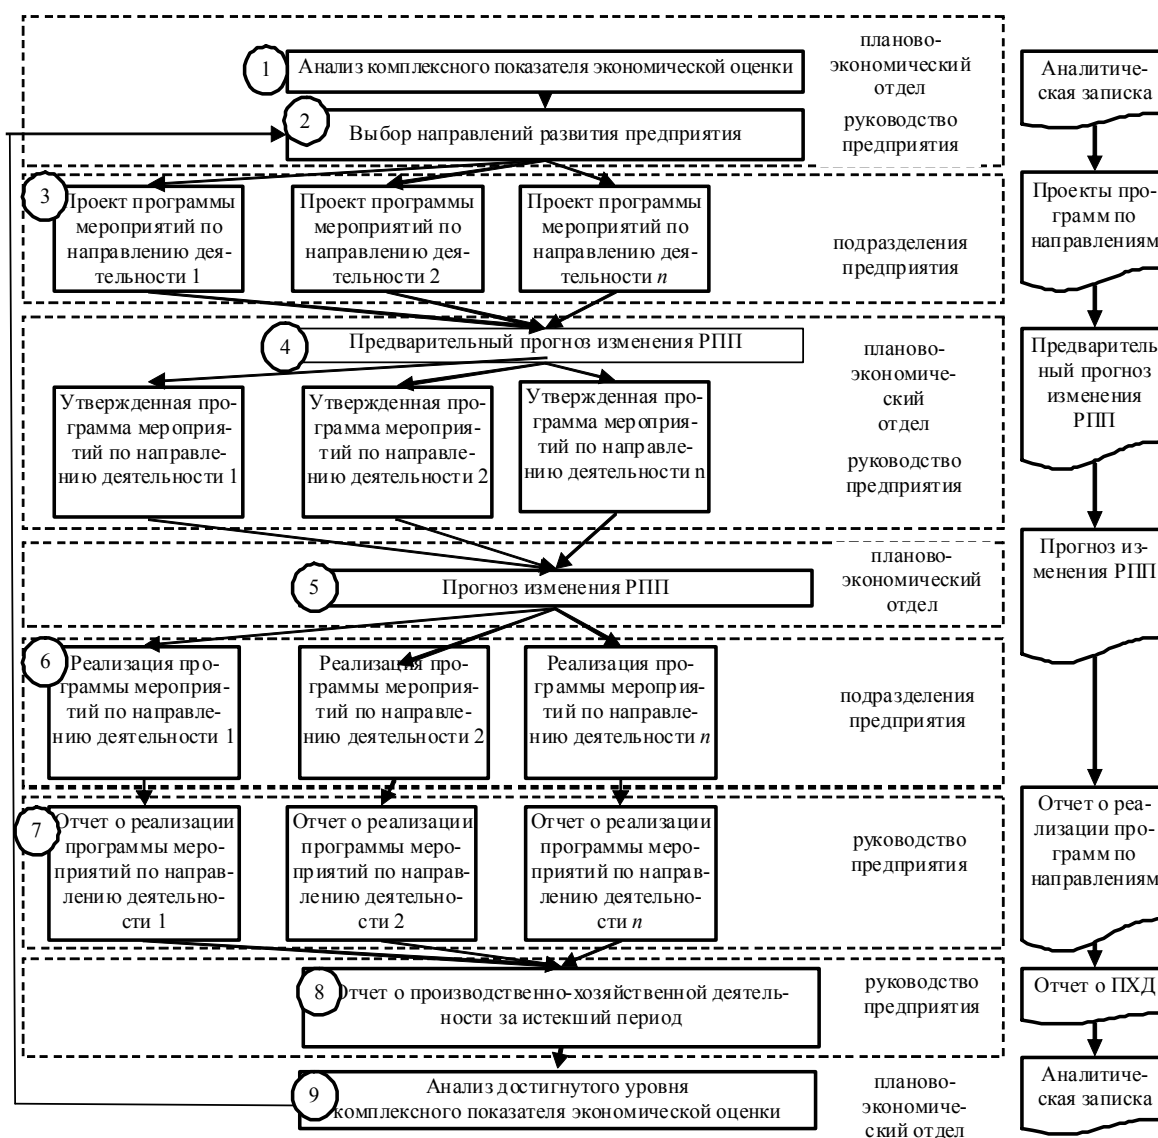 1
Анализ комплексного показателя экономической оценки
планово-
экономический
отдел
Аналитиче-
ская записка
2
Выбор направлений развития предприятия
руководство
предприятия
3
Проект программы
мероприятий по
направлению дея-
тельности 1
Проект программы
мероприятий по
направлению дея-
тельности 2
Проект программы
мероприятий по
направлению дея-
тельности n
подразделения
предприятия
Проекты про-
грамм по
направлениям
4
Предварительный прогноз изменения РПП
планово-
экономиче-
ский
отдел
руководство
предприятия
Предваритель
ный прогноз
изменения
РПП
Утвержденная про-
грамма мероприя-
тий по направле-
нию деятельности 1
Утвержденная про-
грамма мероприя-
тий по направле-
нию деятельности 2
Утвержденная про-
грамма мероприя-
тий по направле-
нию деятельности n
5
Прогноз изменения РПП
планово-
экономический
отдел
Прогноз из-
менения РПП
6
Реализация про-
граммы мероприя-
тий по направле-
нию деятельности 1
Реализация про-
граммы мероприя-
тий по направле-
нию деятельности 2
Реализация про-
граммы мероприя-
тий по направле-
нию деятельности n
подразделения
предприятия
7
Отчет о реализации
программы меро-
приятий по направ-
лению деятельно-
сти 1
Отчет о реализации
программы меро-
приятий по направ-
лению деятельно-
сти 2
Отчет о реализации
программы меро-
приятий по направ-
лению деятельно-
сти n
руководство
предприятия
Отчет о реа-
лизации про-
грамм по
направлениям
8
Отчет о производственно-хозяйственной деятель-
ности за истекший период
руководство
предприятия
Отчет о ПХД
9
Анализ достигнутого уровня
комплексного показателя экономической оценки
планово-
экономиче-
ский отдел
Аналитиче-
ская записка